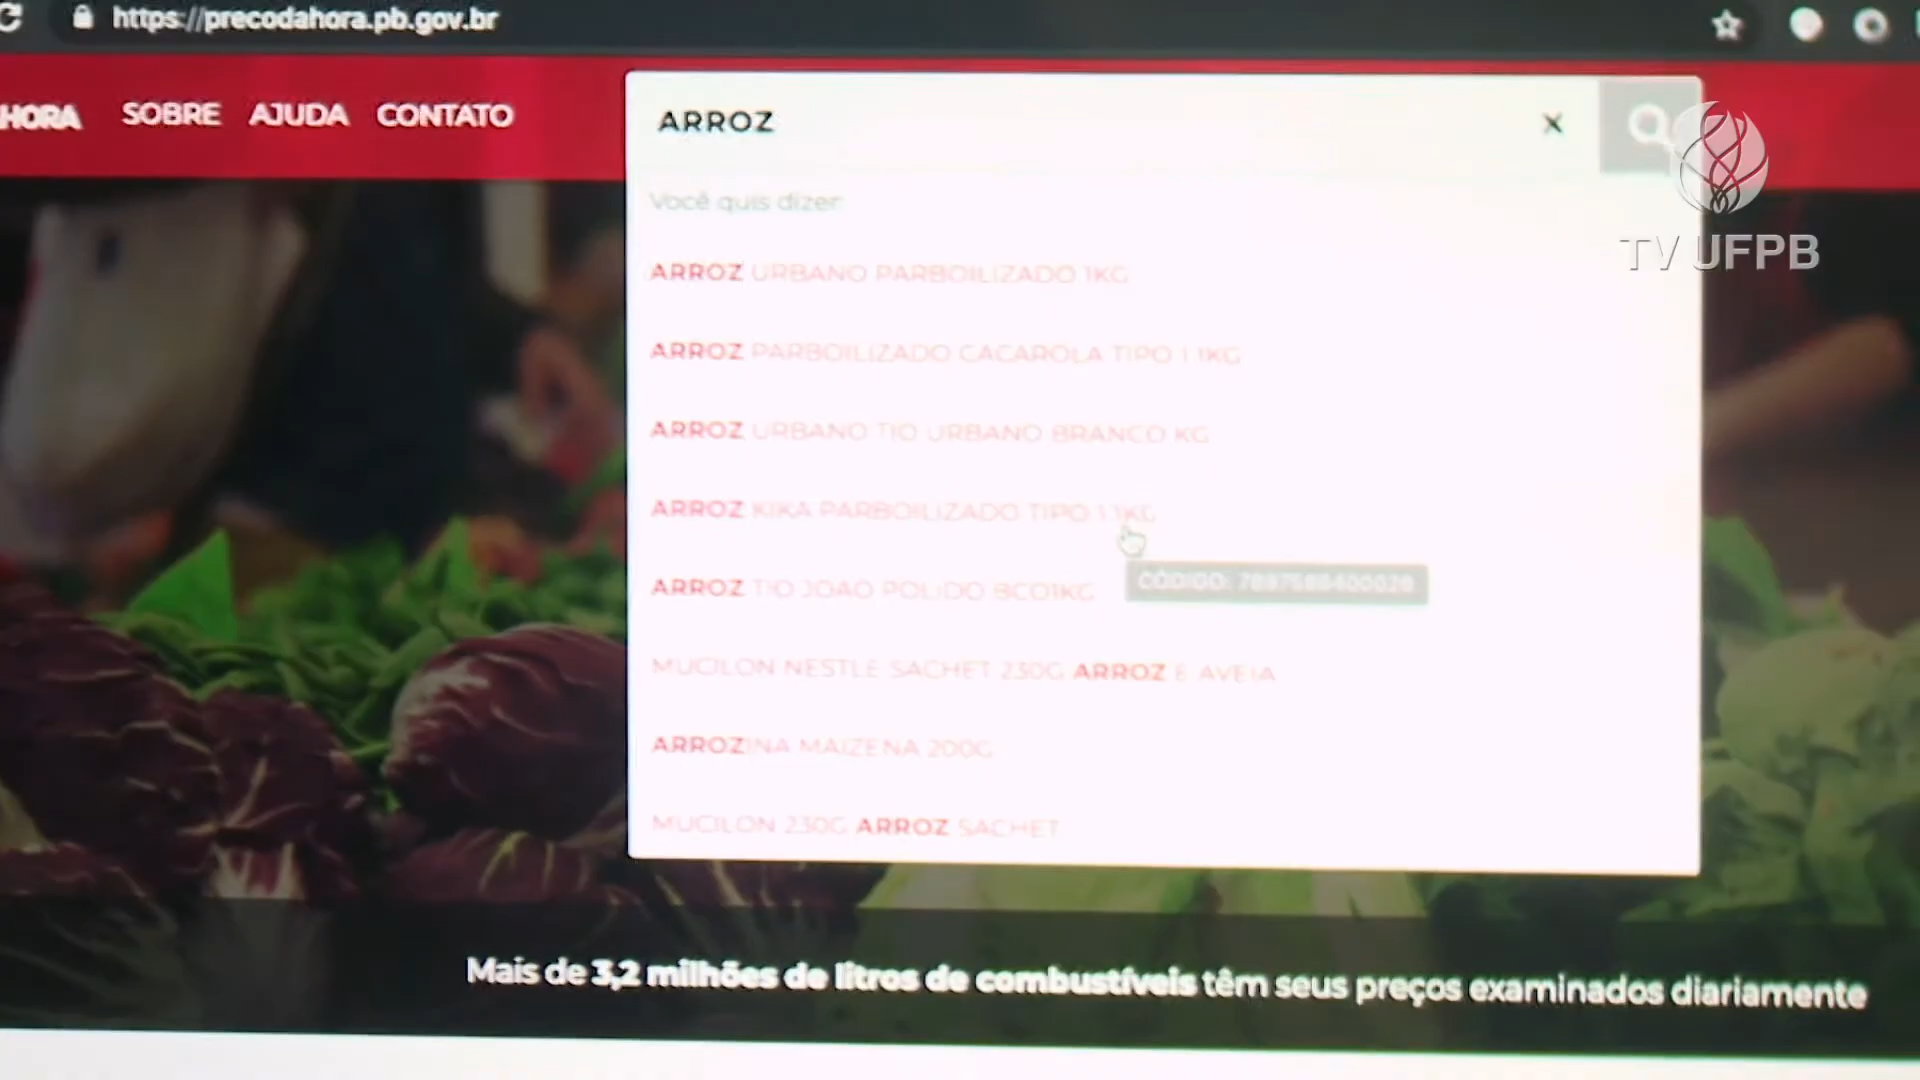 https://precodahora.pb.gov.br
HORA SOBRE AJUDA CONTATO
ARROZ
TV UFPB
Você quis dizer:
ARROZ URBANO PARBOILIZADO 1KG
ARROZ PARBOILIZADO CACAROLA TIPO 1 1KG
ARROZ URBANO TIO URBANO BRANCO KG
ARROZ KIKA PARBOILIZADO TIPO 1 1KG
CÓDIGO:
ARROZ TIO JOAO POLIDO BCO1KG
MUCILON NESTLE SACHET 230G ARROZ E AVEIA
ARROZINA MAIZENA 200G
MUCILON 230G ARROZ SACHET
Mais de 3,2 milhões de litros de combustíveis têm seus preços examinados diariamente